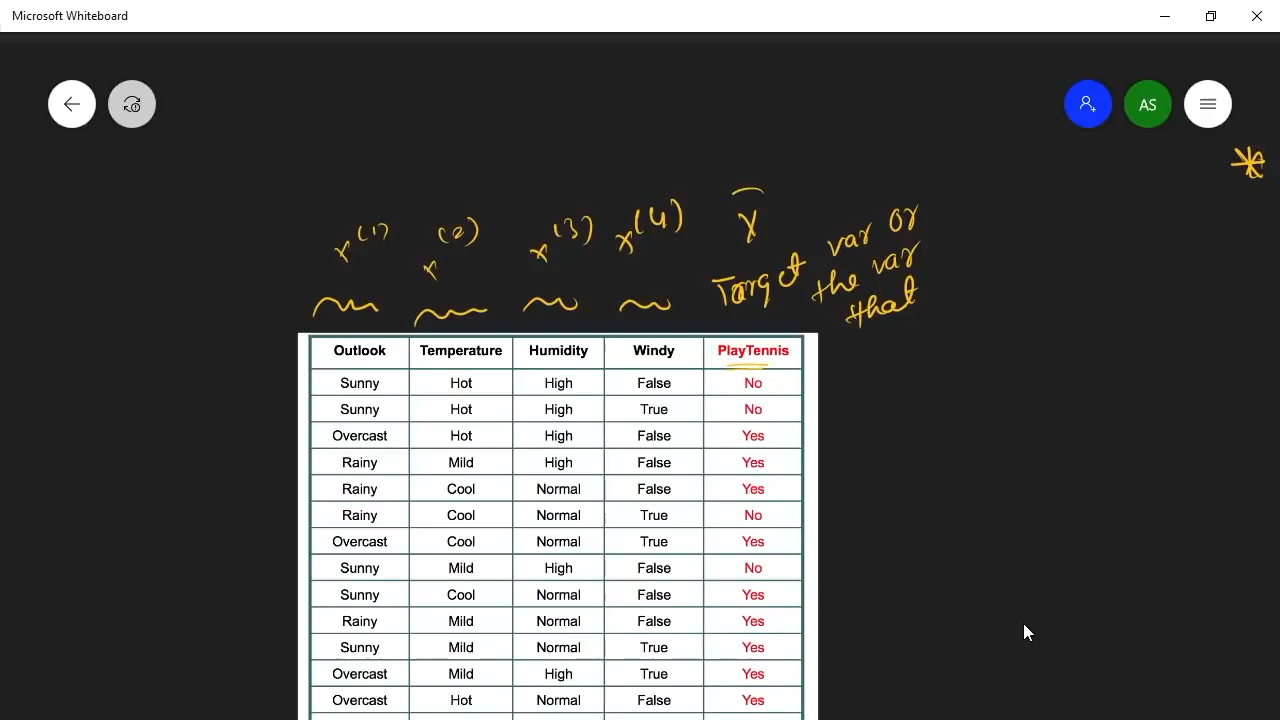 Microsoft Whiteboard
AS
x(1) x(2) x(3) x(4) Y
Target var or
the var
that
Outlook Temperature Humidity Windy PlayTennis
Sunny Hot High False No
Sunny Hot High True No
Overcast Hot High False Yes
Rainy Mild High False Yes
Rainy Cool Normal False Yes
Rainy Cool Normal True No
Overcast Cool Normal True Yes
Sunny Mild High False No
Sunny Cool Normal False Yes
Rainy Mild Normal False Yes
Sunny Mild Normal True Yes
Overcast Mild High True Yes
Overcast Hot Normal False Yes